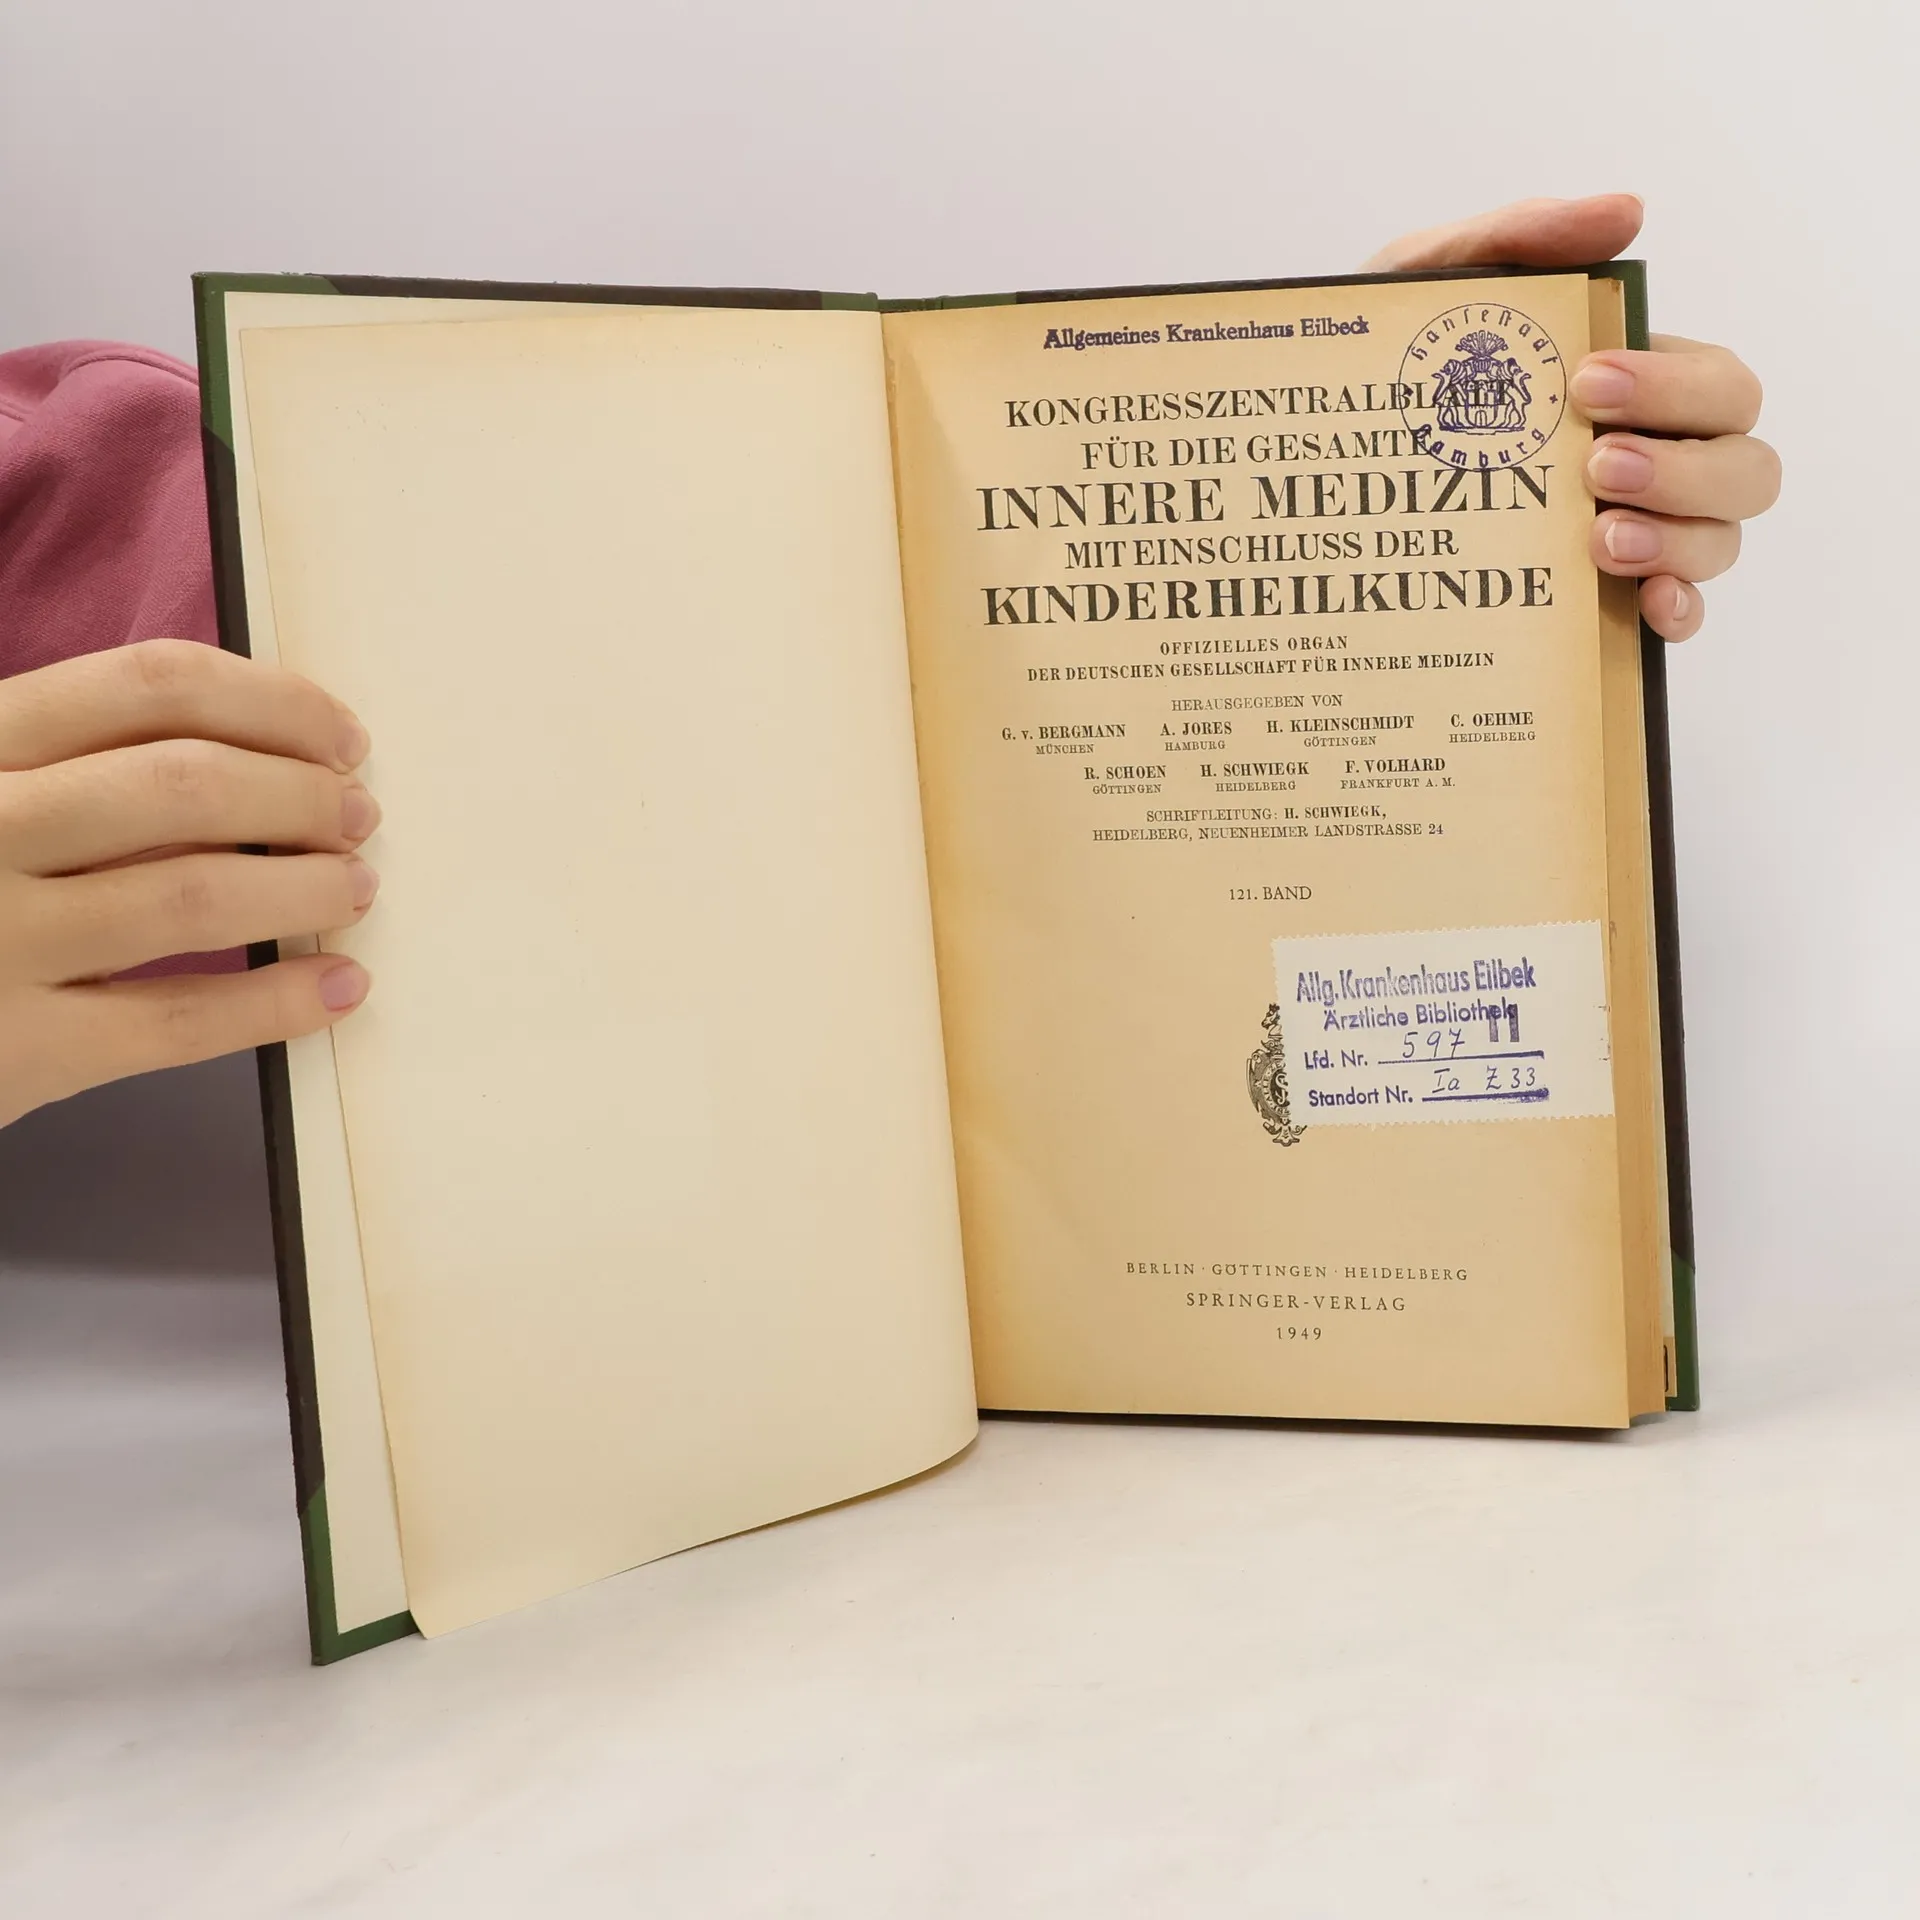 Allgemeines Krankenhaus Eilbeck
Hansestadt
Hamburg
KONGRESSZENTRALBLATT
FÜR DIE GESAMTE
INNERE MEDIZIN
MIT EINSCHLUSS DER
KINDERHEILKUNDE
OFFIZIELLES ORGAN
DER DEUTSCHEN GESELLSCHAFT FÜR INNERE MEDIZIN
HERAUSGEGEBEN VON
G. v. BERGMANN A. JORES H. KLEINSCHMIDT C. OEHME
MÜNCHEN HAMBURG GÖTTINGEN HEIDELBERG
R. SCHOEN H. SCHWIEGK F. VOLHARD
GÖTTINGEN HEIDELBERG FRANKFURT A. M.
SCHRIFTLEITUNG: H. SCHWIEGK,
HEIDELBERG, NEUENHEIMER LANDSTRASSE 24
121. BAND
Allg. Krankenhaus Eilbek
Ärztliche Bibliothek
Lfd. Nr. 597 II
Standort Nr. Ia Z 33
BERLIN · GÖTTINGEN · HEIDELBERG
SPRINGER-VERLAG
1949